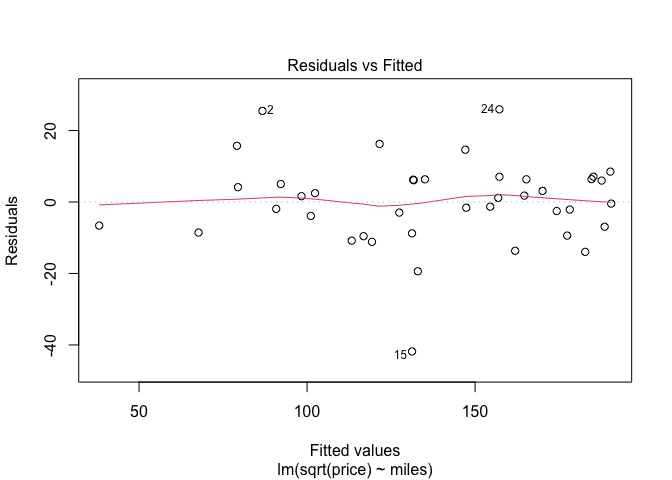 Residuals vs Fitted
Residuals
20
0
-20
-40
2
24
15
50
100
150
Fitted values
lm(sqrt(price) ~ miles)